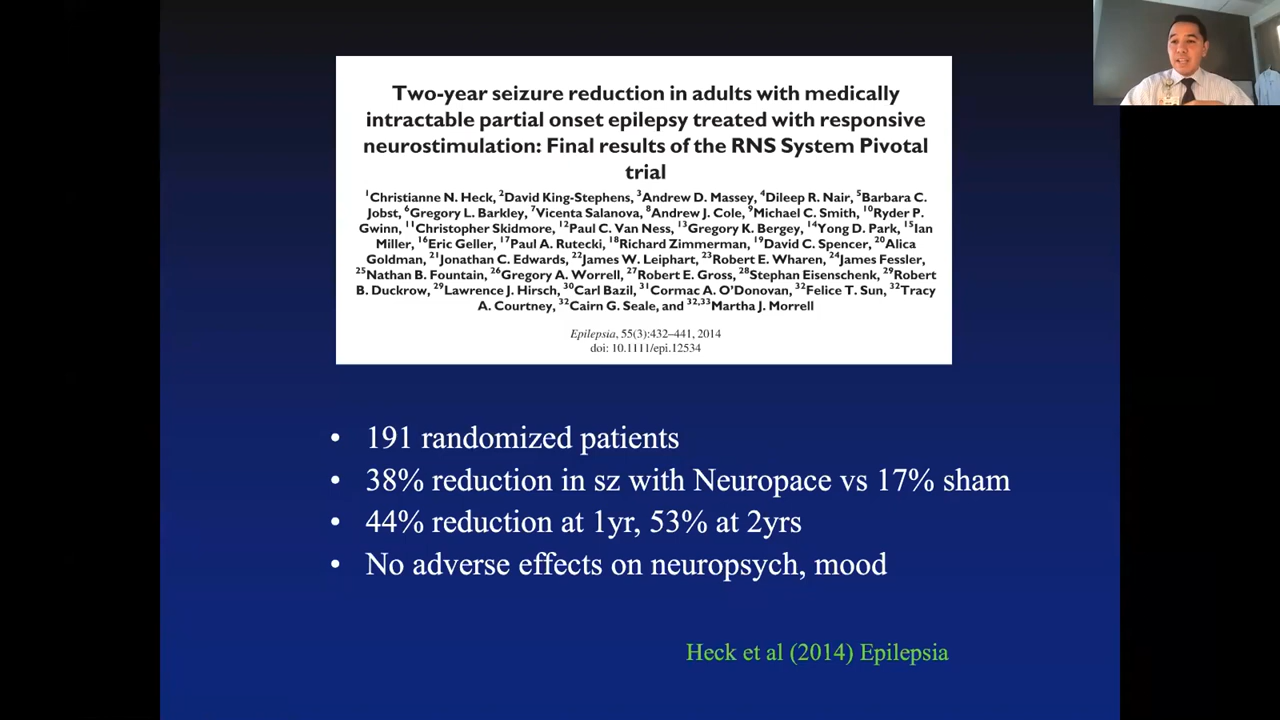 Two-year seizure reduction in adults with medically
intractable partial onset epilepsy treated with responsive
neurostimulation: Final results of the RNS System Pivotal
trial
¹Christianne N. Heck, ²David King-Stephens, ³Andrew D. Massey, ⁴Dileep R. Nair, ⁵Barbara C.
Jobst, ⁶Gregory L. Barkley, ⁷Vicenta Salanova, ⁸Andrew J. Cole, ⁹Michael C. Smith, ¹⁰Ryder P.
Gwinn, ¹¹Christopher Skidmore, ¹²Paul C. Van Ness, ¹³Gregory K. Bergey, ¹⁴Yong D. Park, ¹⁵Ian
Miller, ¹⁶Eric Geller, ¹⁷Paul A. Rutecki, ¹⁸Richard Zimmerman, ¹⁹David C. Spencer, ²⁰Alica
Goldman, ²¹Jonathan C. Edwards, ²²James W. Leiphart, ²³Robert E. Wharen, ²⁴James Fessler,
²⁵Nathan B. Fountain, ²⁶Gregory A. Worrell, ²⁷Robert E. Gross, ²⁸Stephan Eisenschenk, ²⁹Robert
B. Duckrow, ²⁹Lawrence J. Hirsch, ³⁰Carl Bazil, ³¹Cormac A. O'Donovan, ³²Felice T. Sun, ³²Tracy
A. Courtney, ³²Cairn G. Seale, and ³²,³³Martha J. Morrell
Epilepsia, 55(3):432–441, 2014
doi: 10.1111/epi.12534
• 191 randomized patients
• 38% reduction in sz with Neuropace vs 17% sham
• 44% reduction at 1yr, 53% at 2yrs
• No adverse effects on neuropsych, mood
Heck et al (2014) Epilepsia